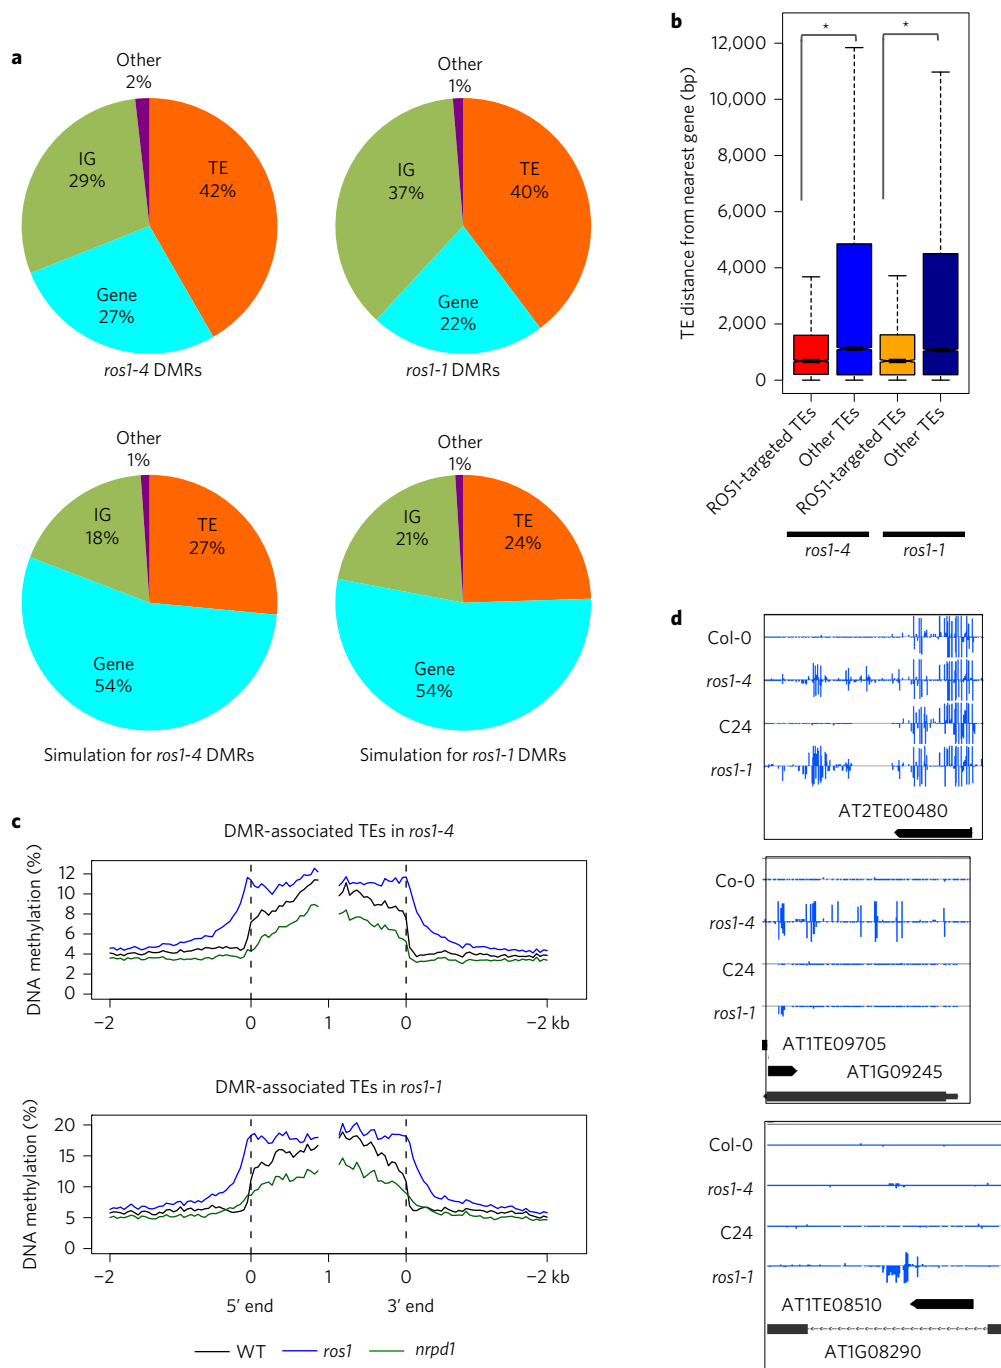 a
Other
2%
IG
29%
TE
42%
Gene
27%
ros1-4 DMRs
Other
1%
IG
37%
TE
40%
Gene
22%
ros1-1 DMRs
Other
1%
IG
18%
TE
27%
Gene
54%
Simulation for ros1-4 DMRs
Other
1%
IG
21%
TE
24%
Gene
54%
Simulation for ros1-1 DMRs
b
TE distance from nearest gene (bp)
12,000
10,000
8,000
6,000
4,000
2,000
0
*
*
ROS1-targeted TEs
Other TEs
ROS1-targeted TEs
Other TEs
ros1-4
ros1-1
c
DMR-associated TEs in ros1-4
DNA methylation (%)
12
10
8
6
4
2
0
−2
0
1
0
−2 kb
DMR-associated TEs in ros1-1
DNA methylation (%)
20
15
10
5
0
−2
0
1
0
−2 kb
5′ end
3′ end
WT
ros1
nrpd1
d
Col-0
ros1-4
C24
ros1-1
AT2TE00480
Co-0
ros1-4
C24
ros1-1
AT1TE09705
AT1G09245
Col-0
ros1-4
C24
ros1-1
AT1TE08510
AT1G08290